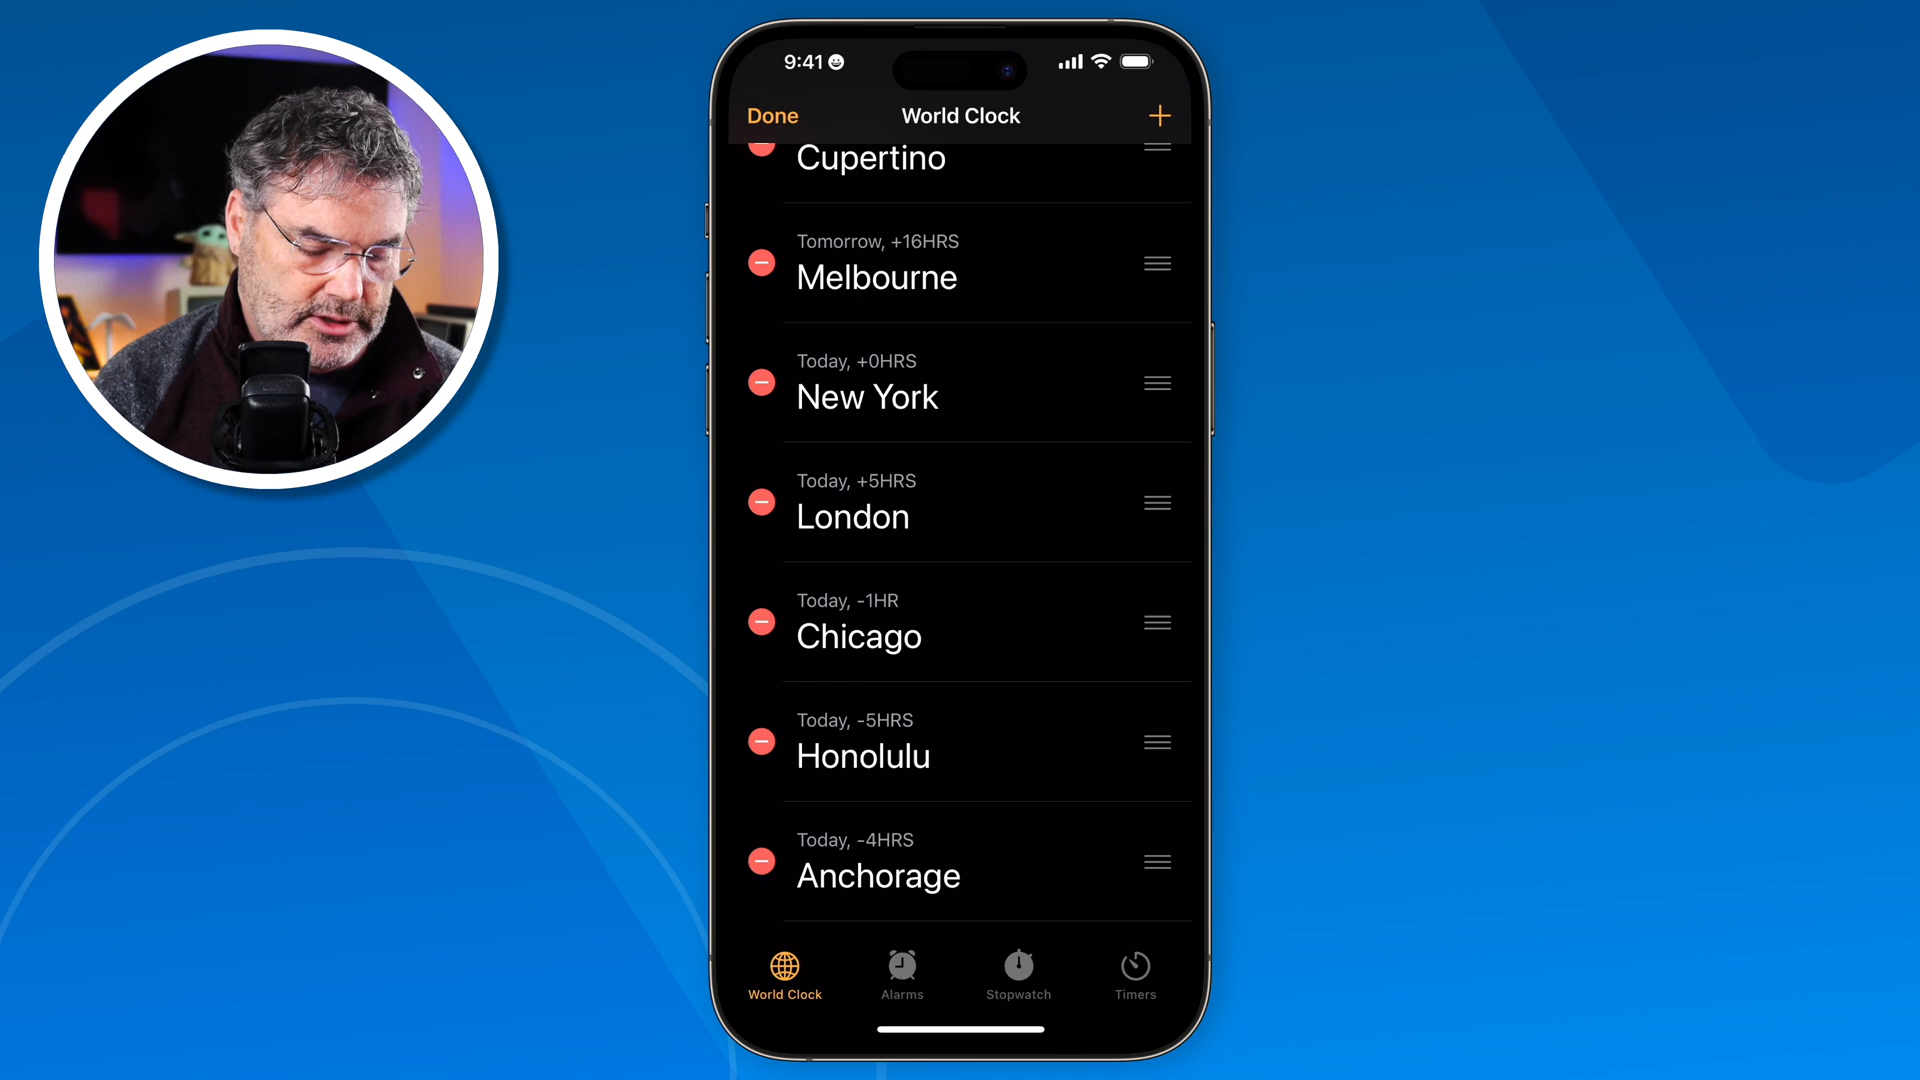 9:41
Done
World Clock
Cupertino
Tomorrow, +16HRS
Melbourne
Today, +0HRS
New York
Today, +5HRS
London
Today, -1HR
Chicago
Today, -5HRS
Honolulu
Today, -4HRS
Anchorage
World Clock
Alarms
Stopwatch
Timers